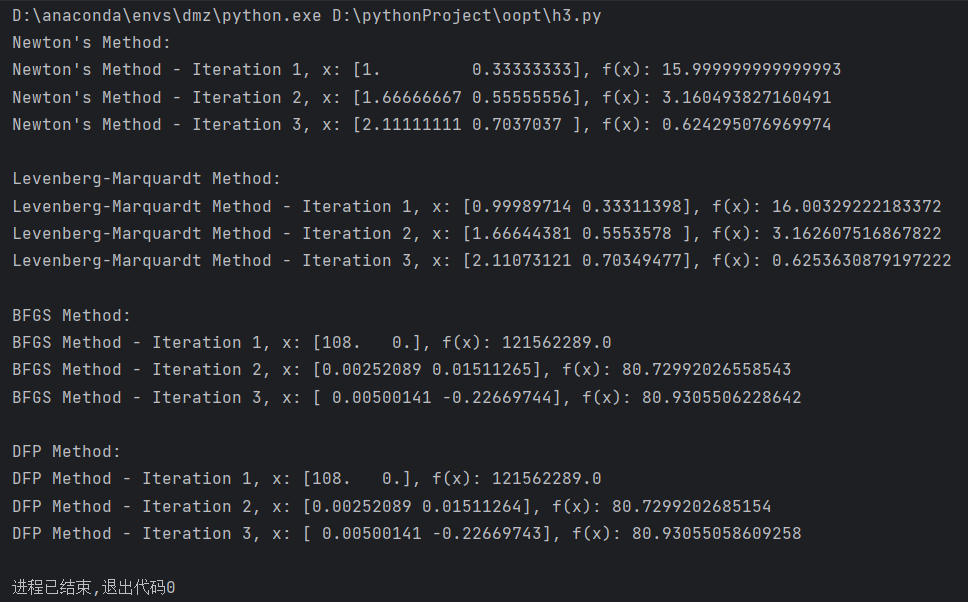 D:\anaconda\envs\dmz\python.exe D:\pythonProject\oopt\h3.py
Newton's Method:
Newton's Method - Iteration 1, x: [1.         0.33333333], f(x): 15.999999999999993
Newton's Method - Iteration 2, x: [1.66666667 0.55555556], f(x): 3.160493827160491
Newton's Method - Iteration 3, x: [2.11111111 0.7037037 ], f(x): 0.624295076969974
Levenberg-Marquardt Method:
Levenberg-Marquardt Method - Iteration 1, x: [0.99989714 0.33311398], f(x): 16.00329222183372
Levenberg-Marquardt Method - Iteration 2, x: [1.66644381 0.5553578 ], f(x): 3.162607516867822
Levenberg-Marquardt Method - Iteration 3, x: [2.11073121 0.70349477], f(x): 0.6253630879197222
BFGS Method:
BFGS Method - Iteration 1, x: [108.   0.], f(x): 121562289.0
BFGS Method - Iteration 2, x: [0.00252089 0.01511265], f(x): 80.72992026558543
BFGS Method - Iteration 3, x: [ 0.00500141 -0.22669744], f(x): 80.9305506228642
DFP Method:
DFP Method - Iteration 1, x: [108.   0.], f(x): 121562289.0
DFP Method - Iteration 2, x: [0.00252089 0.01511264], f(x): 80.7299202685154
DFP Method - Iteration 3, x: [ 0.00500141 -0.22669743], f(x): 80.93055058609258
进程已结束,退出代码0